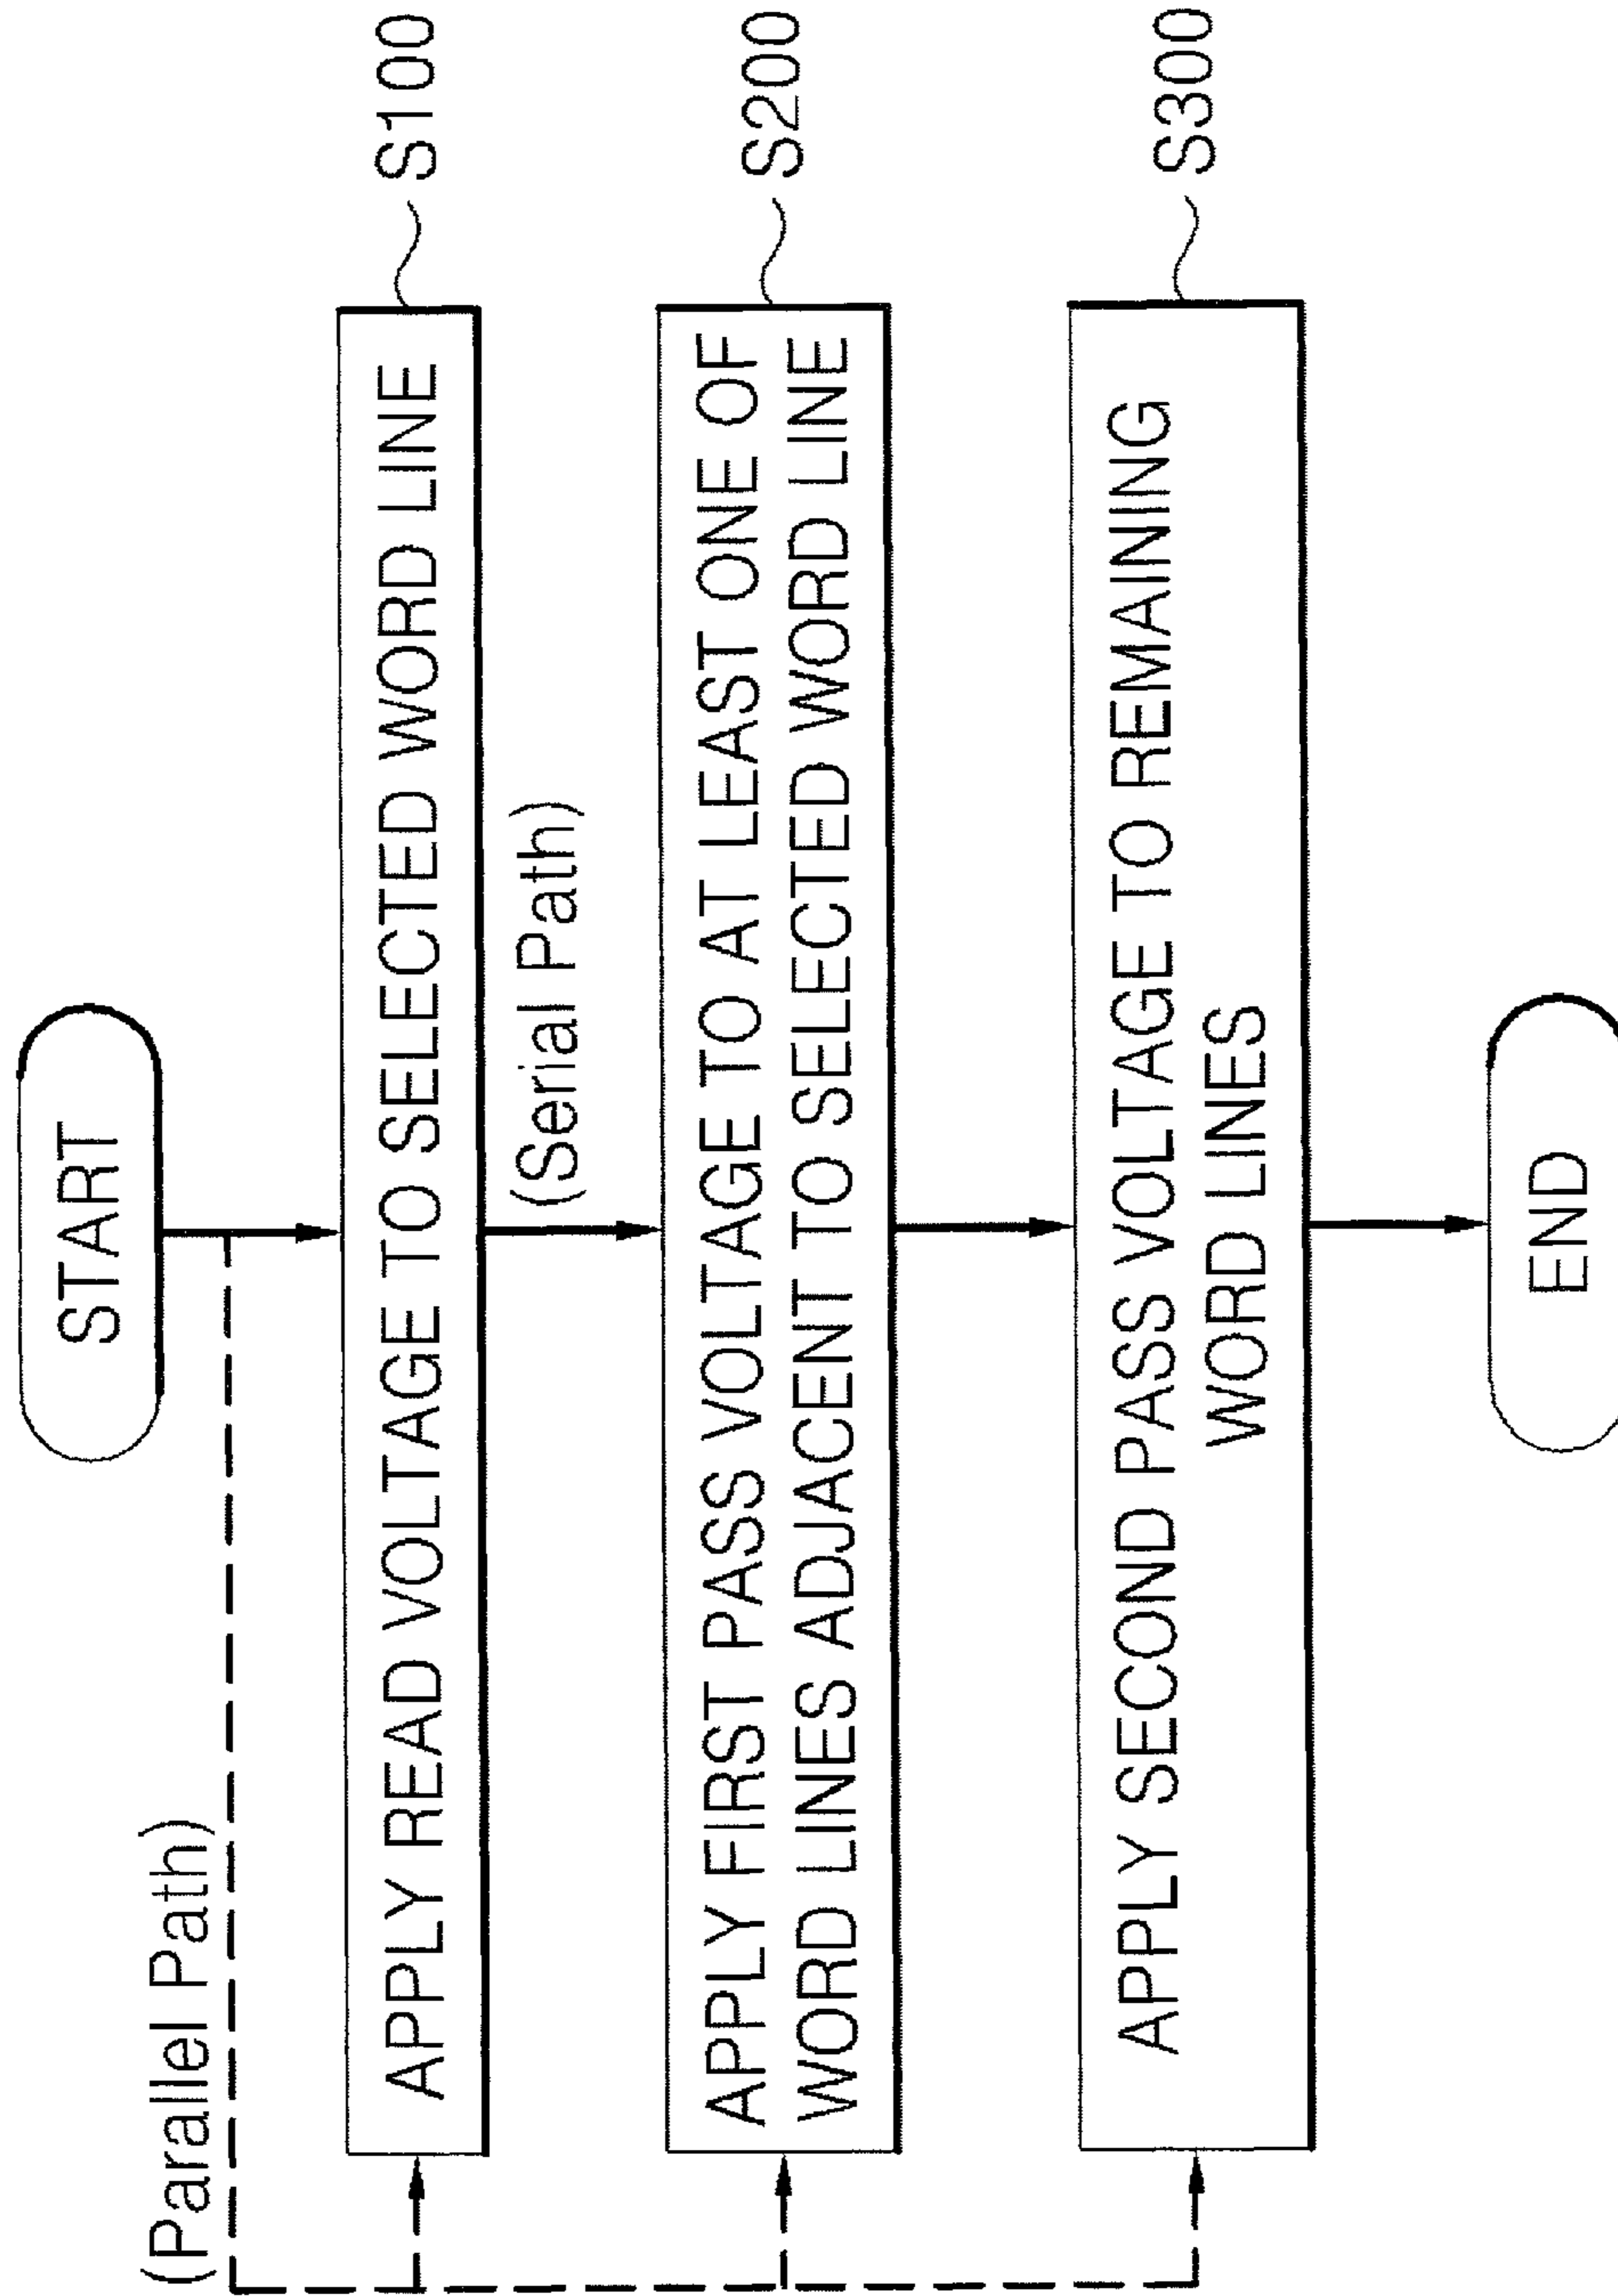 START
(Parallel Path)
APPLY READ VOLTAGE TO SELECTED WORD LINE
S100
(Serial Path)
APPLY FIRST PASS VOLTAGE TO AT LEAST ONE OF
WORD LINES ADJACENT TO SELECTED WORD LINE
S200
APPLY SECOND PASS VOLTAGE TO REMAINING
WORD LINES
S300
END